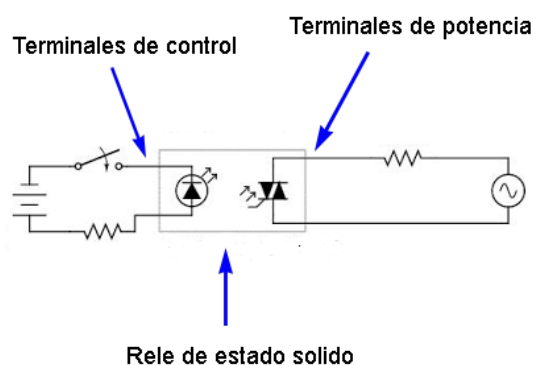 Terminales de potencia
Terminales de control
Rele de estado solido